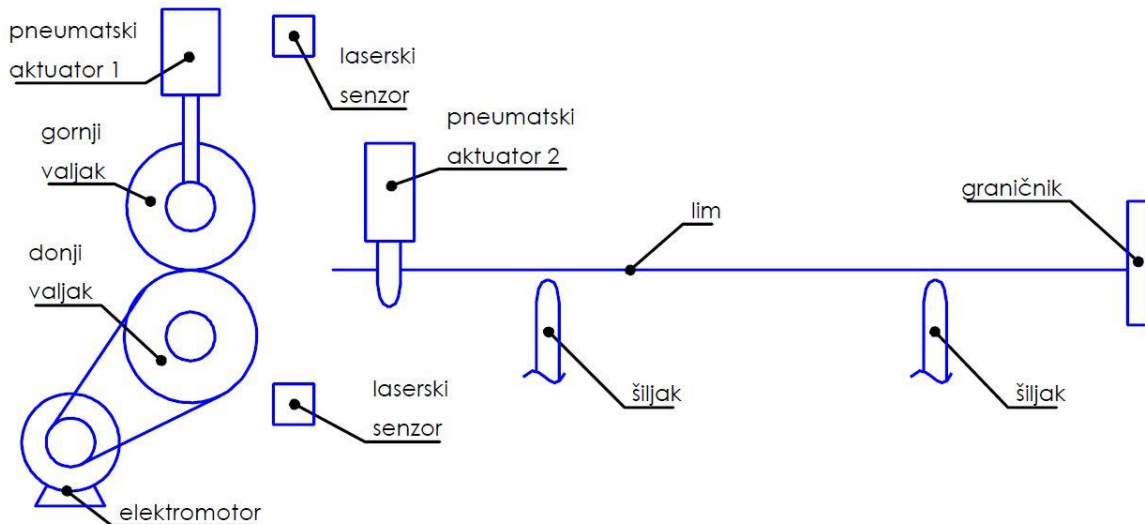 pneumatski
aktuator 1
laserski
senzor
pneumatski
aktuator 2
gornji
valjak
graničnik
lim
donji
valjak
laserski
senzor
šiljak
šiljak
elektromotor